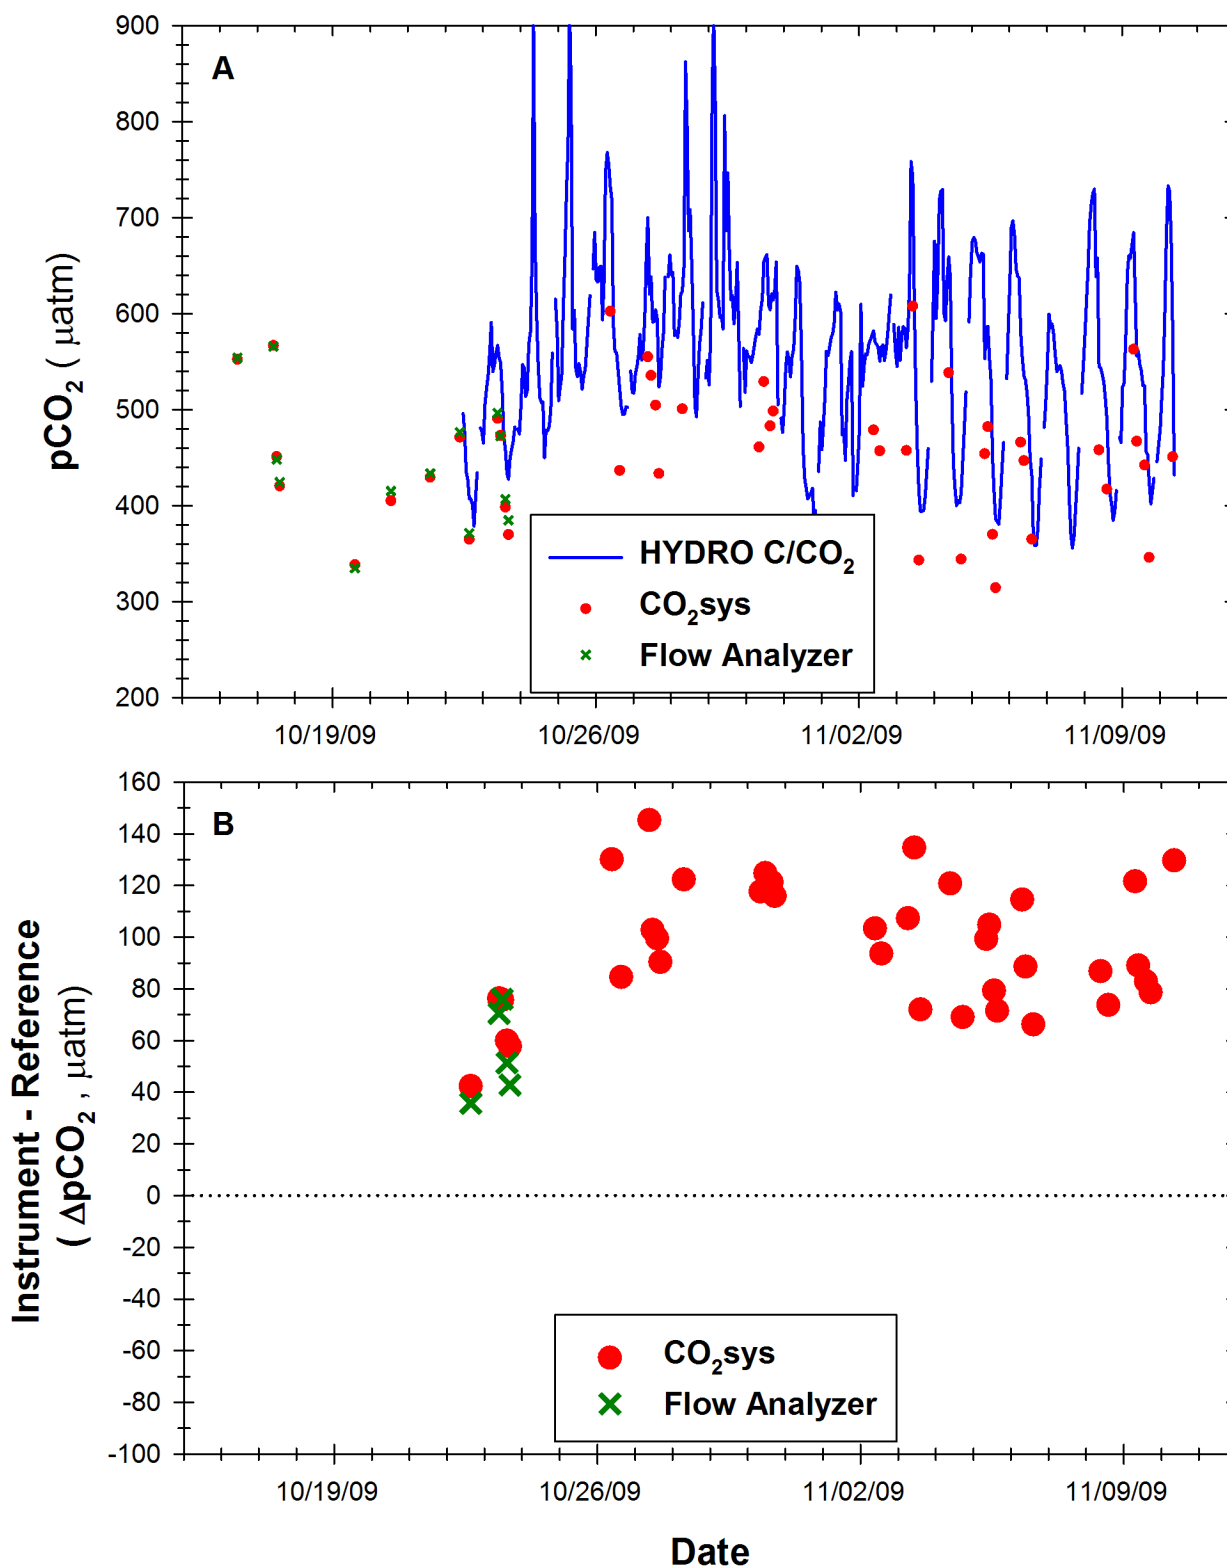 A
900
800
700
600
500
400
300
200
pCO₂ ( μatm)
HYDRO C/CO₂
CO₂sys
Flow Analyzer
10/19/09 10/26/09 11/02/09 11/09/09
B
160
140
120
100
80
60
40
20
0
-20
-40
-60
-80
-100
Instrument - Reference
( ΔpCO₂ , μatm)
CO₂sys
Flow Analyzer
10/19/09 10/26/09 11/02/09 11/09/09
Date